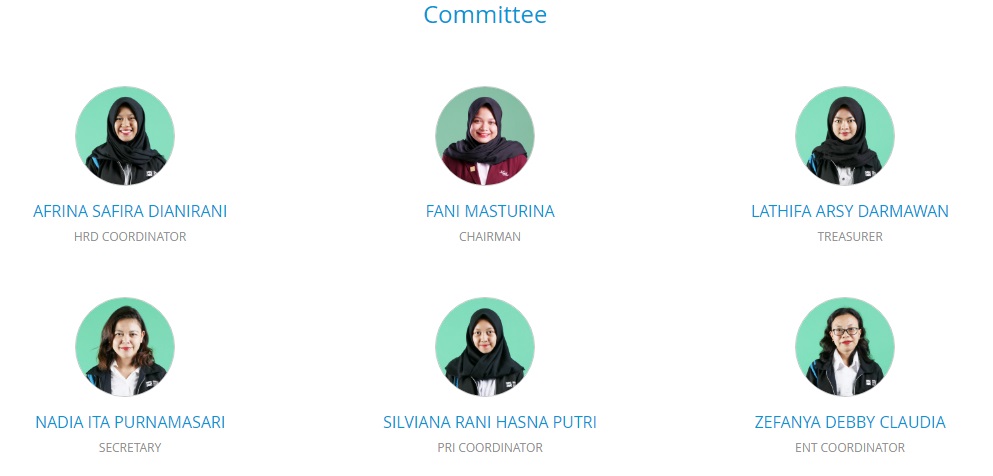 Committee
AFRINA SAFIRA DIANIRANI
HRD COORDINATOR
FANI MASTURINA
CHAIRMAN
LATHIFA ARSY DARMAWAN
TREASURER
NADIA ITA PURNAMASARI
SECRETARY
SILVIANA RANI HASNA PUTRI
PRI COORDINATOR
ZEFANYA DEBBY CLAUDIA
ENT COORDINATOR